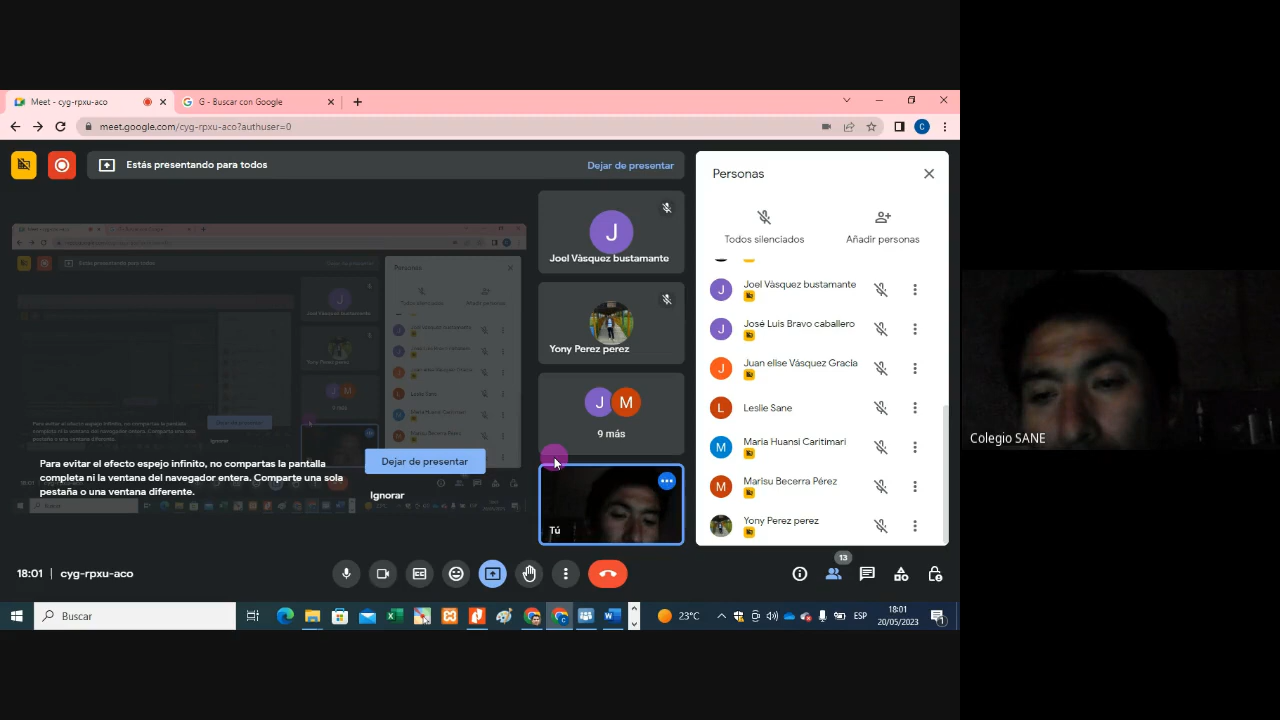 Meet - cyg-rpxu-aco
G - Buscar con Google
meet.google.com/cyg-rpxu-aco?authuser=0
C
Estás presentando para todos
Dejar de presentar
J
Joel Vàsquez bustamante
Yony Perez perez
J M
9 más
Tú
Para evitar el efecto espejo infinito, no compartas la pantalla
completa ni la ventana del navegador entera. Comparte una sola
pestaña o una ventana diferente.
Dejar de presentar
Ignorar
Personas
Todos silenciados
Añadir personas
J Joel Vàsquez bustamante
J José Luis Bravo caballero
J Juan elise Vásquez Gracia
L Leslle Sane
M Maria Huansi Caritimari
M Marisu Becerra Pérez
Yony Perez perez
18:01 | cyg-rpxu-aco
13
Buscar
23°C
ESP
18:01
20/05/2023
1
Colegio SANE